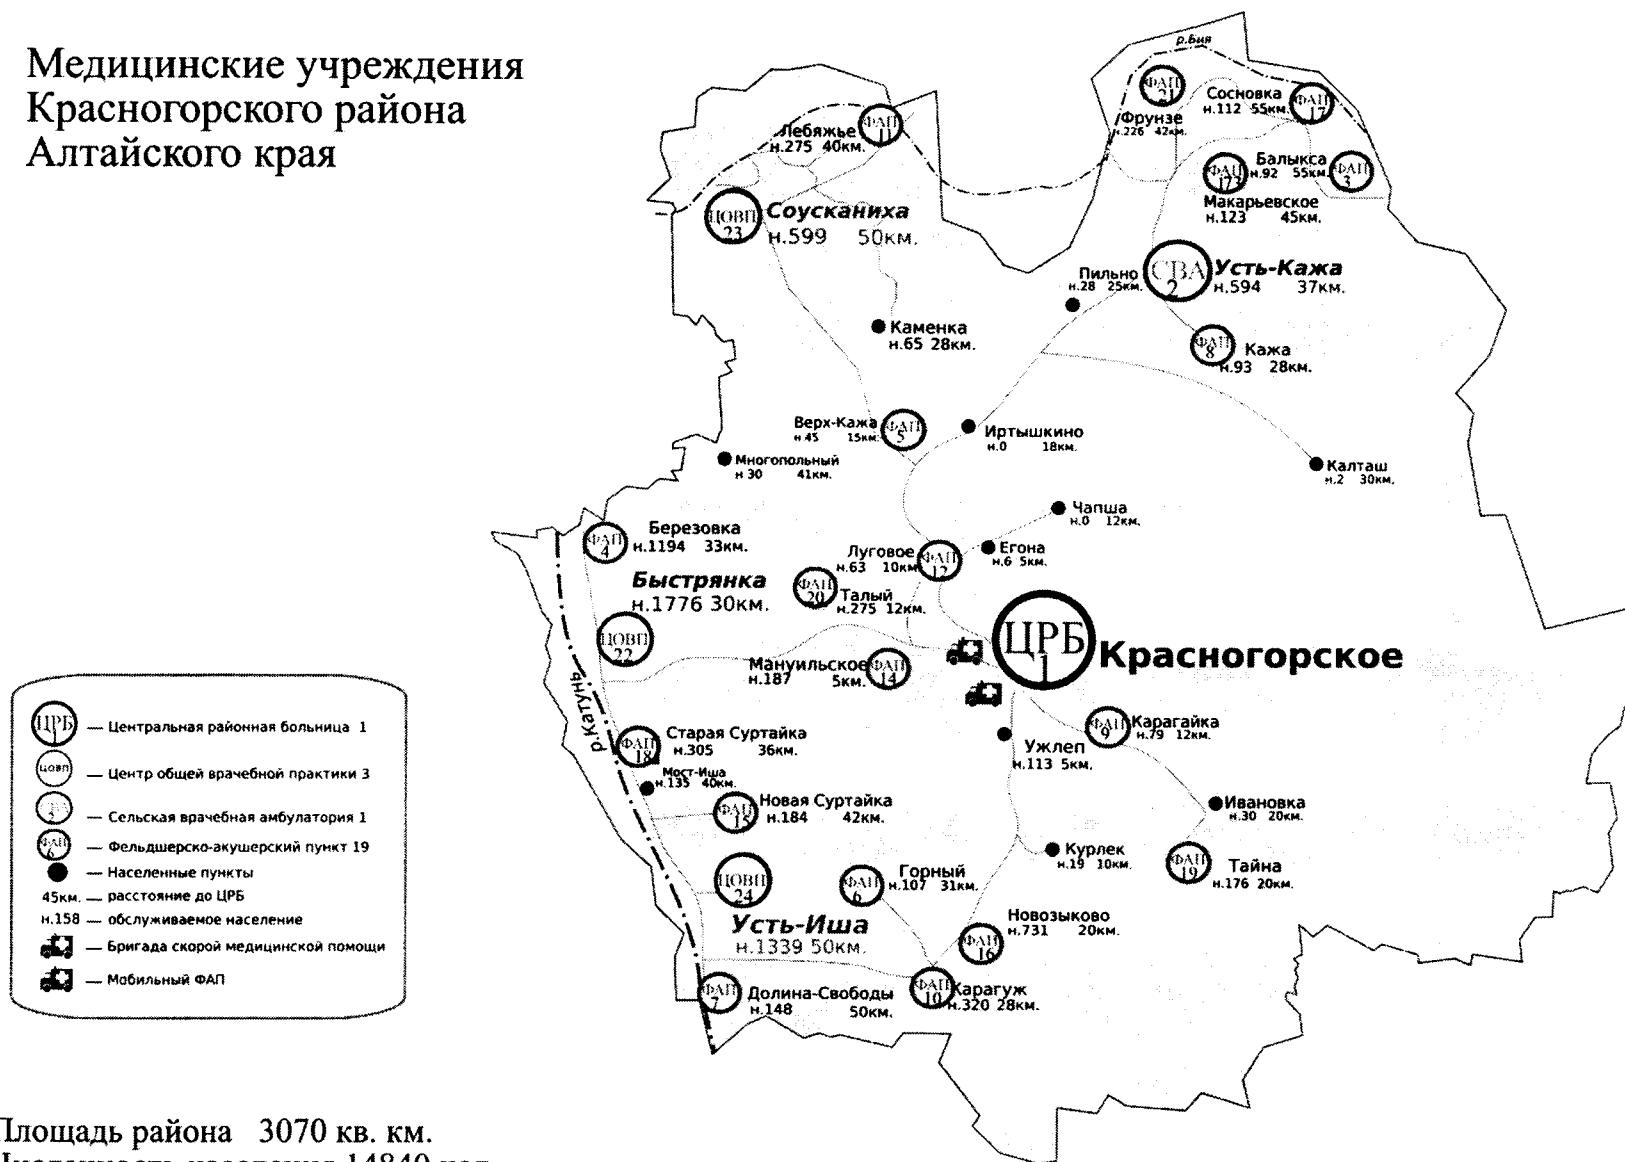 Медицинские учреждения
Красногорского района
Алтайского края
р.Бия
ФАП
21
Фрунзе
н.226 42км.
Сосновка
н.112 55км.
ФАП
17
Лебяжье
н.275 40км.
ФАП
11
Балыкса
н.92 55км.
ФАП
3
ФАП
Макарьевское
н.123 45км.
ЦОВП
23
Соусканиха
н.599 50км.
Пильно
н.28 25км.
СВА
2
Усть-Кажа
н.594 37км.
Каменка
н.65 28км.
ФАП
8
Кажа
н.93 28км.
Верх-Кажа
н 45 15км.
ФАП
5
Иртышкино
н.0 18км.
Многопольный
н 30 41км.
Калташ
н.2 30км.
Чапша
н.0 12км.
ФАП
4
Березовка
н.1194 33км.
Луговое
н.63 10км
ФАП
12
Егона
н.6 5км.
Быстрянка
н.1776 30км.
ФАП
20
Талый
н.275 12км.
ЦОВП
22
ЦРБ
1
Красногорское
Мануильское
н.187 5км.
ФАП
14
р.Катунь
ФАП
18
Старая Суртайка
н.305 36км.
ФАП
9
Карагайка
н.79 12км.
Ужлеп
н.113 5км.
Мост-Иша
н.135 40км.
ФАП
15
Новая Суртайка
н.184 42км.
Ивановка
н.30 20км.
Курлек
н.19 10км.
ФАП
19
Тайна
н.176 20км.
ЦОВП
24
ФАП
6
Горный
н.107 31км.
Усть-Иша
н.1339 50км.
Новозыково
н.731 20км.
ФАП
16
ФАП
7
Долина-Свободы
н.148 50км.
ФАП
10
Карагуж
н.320 28км.
ЦРБ
1
— Центральная районная больница 1
ЦОВП
— Центр общей врачебной практики 3
СВА
2
— Сельская врачебная амбулатория 1
ФАП
6
— Фельдшерско-акушерский пункт 19
— Населенные пункты
45км. — расстояние до ЦРБ
н.158 — обслуживаемое население
— Бригада скорой медицинской помощи
— Мобильный ФАП
Площадь района 3070 кв. км.